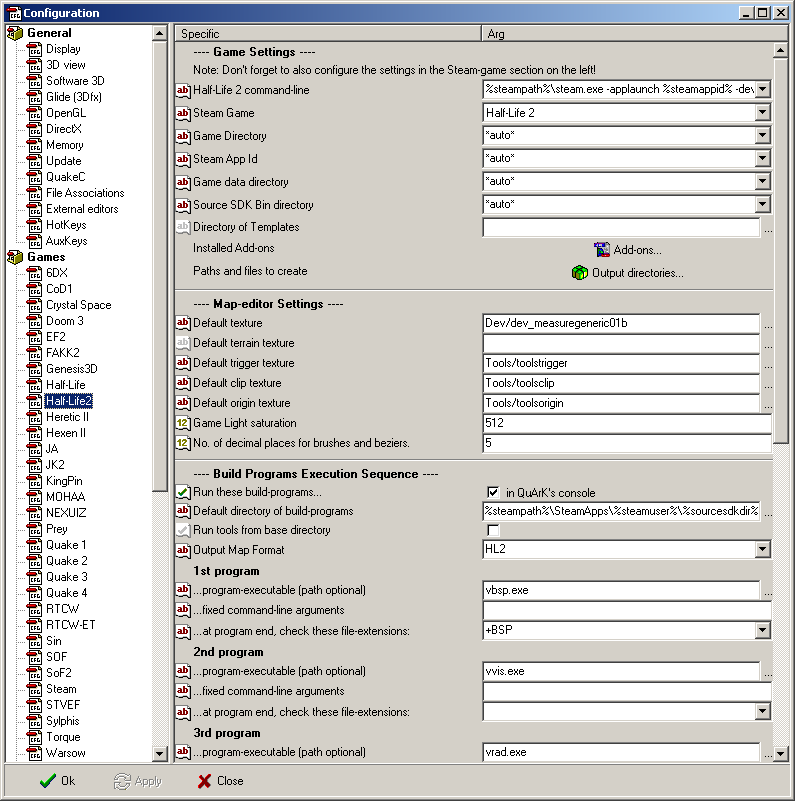 Configuration
General
Display
3D view
Software 3D
Glide (3Dfx)
OpenGL
DirectX
Memory
Update
QuakeC
File Associations
External editors
HotKeys
AuxKeys
Games
6DX
CoD1
Crystal Space
Doom 3
EF2
FAKK2
Genesis3D
Half-Life
Half-Life2
Heretic II
Hexen II
JA
JK2
KingPin
MOHAA
NEXUIZ
Prey
Quake 1
Quake 2
Quake 3
Quake 4
RTCW
RTCW-ET
Sin
SOF
SoF2
Steam
STVEF
Sylphis
Torque
Warsow
Specific Arg
---- Game Settings ----
Note: Don't forget to also configure the settings in the Steam-game section on the left!
Half-Life 2 command-line %steampath%\steam.exe -applaunch %steamappid% -dev
Steam Game Half-Life 2
Game Directory *auto*
Steam App Id *auto*
Game data directory *auto*
Source SDK Bin directory *auto*
Directory of Templates ...
Installed Add-ons Add-ons...
Paths and files to create Output directories...
---- Map-editor Settings ----
Default texture Dev/dev_measuregeneric01b ...
Default terrain texture ...
Default trigger texture Tools/toolstrigger ...
Default clip texture Tools/toolsclip ...
Default origin texture Tools/toolsorigin ...
12 Game Light saturation 512
12 No. of decimal places for brushes and beziers. 5
---- Build Programs Execution Sequence ----
Run these build-programs... in QuArK's console
Default directory of build-programs %steampath%\SteamApps\%steamuser%\%sourcesdkdir% ...
Run tools from base directory
Output Map Format HL2
1st program
...program-executable (path optional) vbsp.exe ...
...fixed command-line arguments
...at program end, check these file-extensions: +BSP
2nd program
...program-executable (path optional) vvis.exe ...
...fixed command-line arguments
...at program end, check these file-extensions:
3rd program
...program-executable (path optional) vrad.exe ...
Ok Apply Close